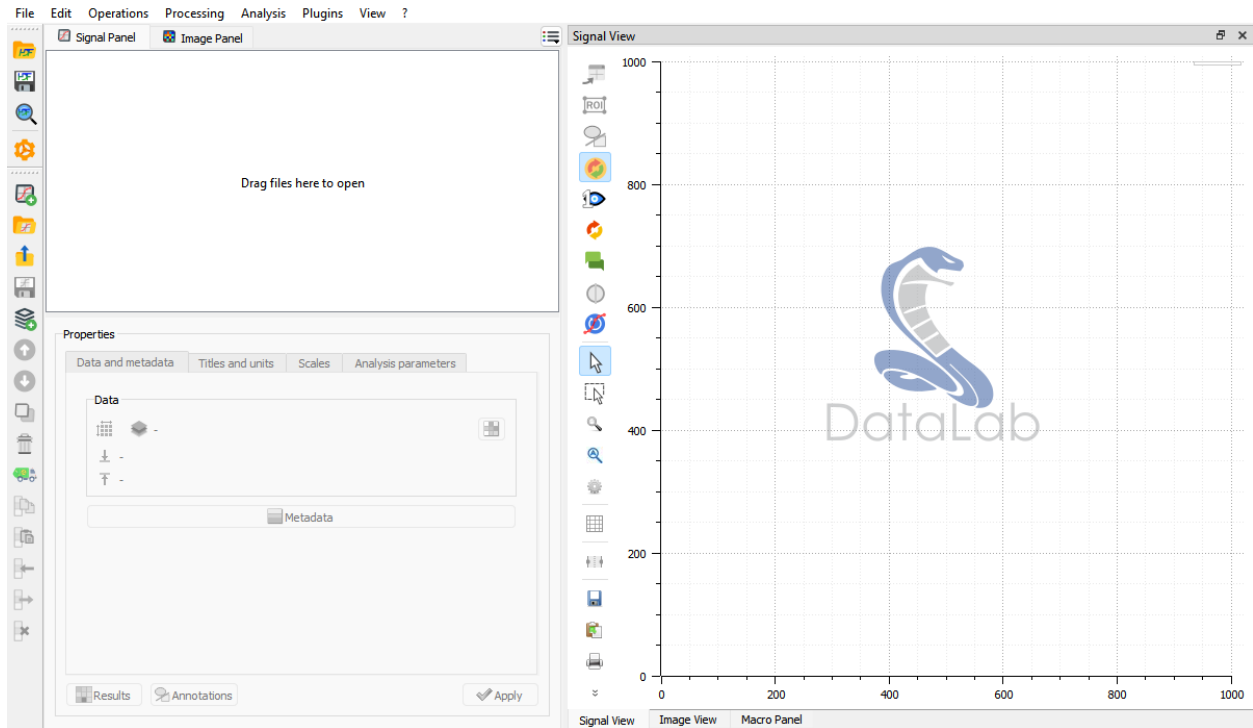 File Edit Operations Processing Analysis Plugins View ?
Signal Panel Image Panel
Drag files here to open
Properties
Data and metadata Titles and units Scales Analysis parameters
Data
-
-
-
Metadata
Results Annotations Apply
Signal View
ROI
1000
800
600
400
200
0
0 200 400 600 800 1000
DataLab
Signal View Image View Macro Panel